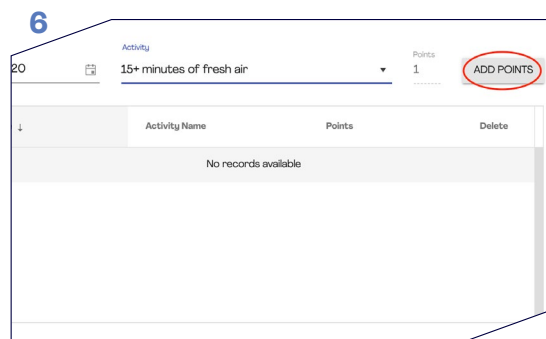 6
Activity
Points
20 15+ minutes of fresh air 1 ADD POINTS
↓ Activity Name Points Delete
No records available